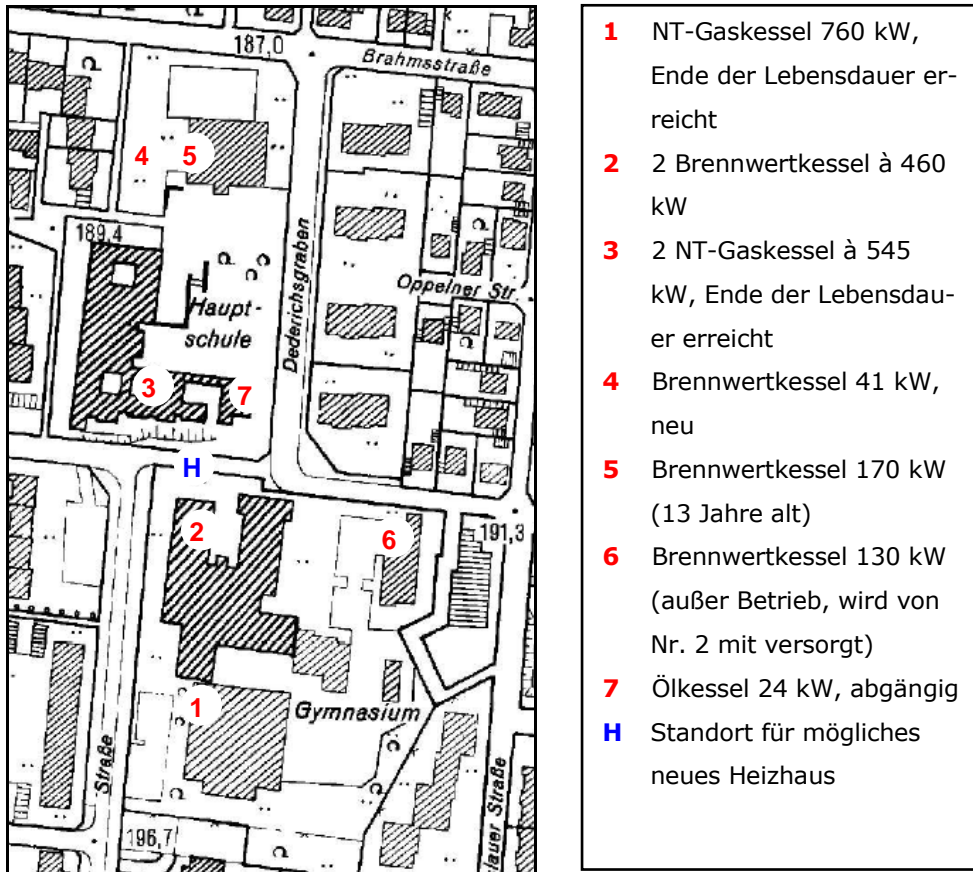 187,0
Brahmsstraße
4
5
189,4
Haupt-
schule
Dederichsgraben
Oppelner Str.
3
7
H
2
6
191,3
1
Gymnasium
Straße
196,7
lauer Straße
1 NT-Gaskessel 760 kW,
Ende der Lebensdauer er-
reicht
2 2 Brennwertkessel à 460
kW
3 2 NT-Gaskessel à 545
kW, Ende der Lebensdau-
er erreicht
4 Brennwertkessel 41 kW,
neu
5 Brennwertkessel 170 kW
(13 Jahre alt)
6 Brennwertkessel 130 kW
(außer Betrieb, wird von
Nr. 2 mit versorgt)
7 Ölkessel 24 kW, abgängig
H Standort für mögliches
neues Heizhaus